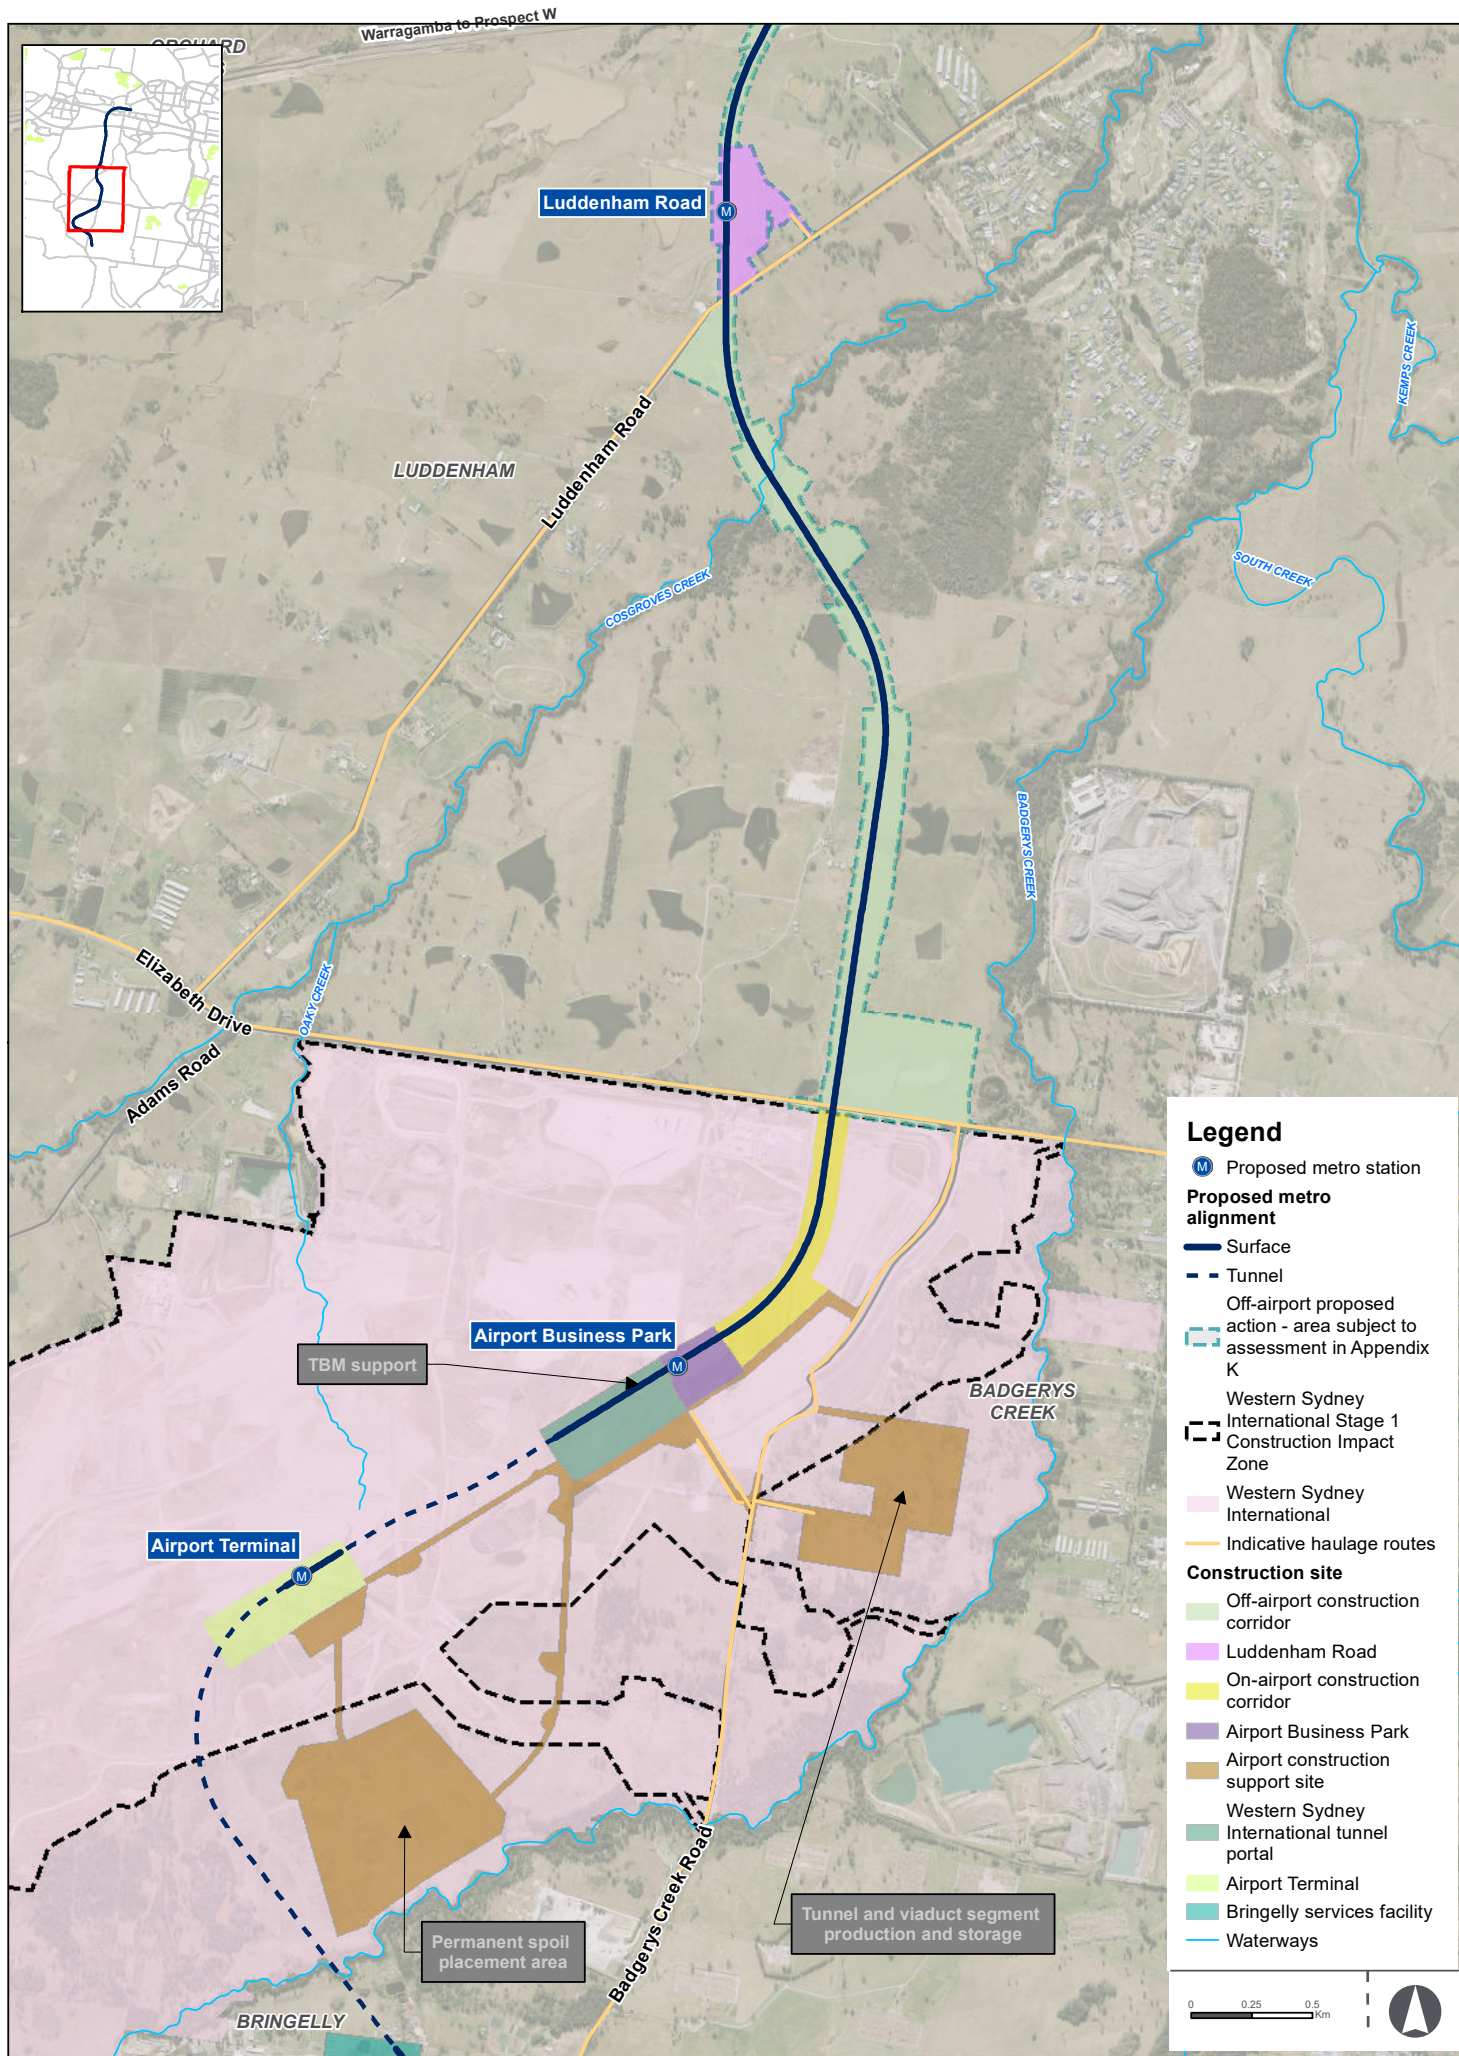 Warragamba to Prospect W
ORCHARD
Luddenham Road
M
KEMPS CREEK
Luddenham Road
LUDDENHAM
SOUTH CREEK
COSGROVES CREEK
BADGERYS CREEK
Elizabeth Drive
OAKY CREEK
Adams Road
Airport Business Park
M
TBM support
BADGERYS
CREEK
Airport Terminal
M
Tunnel and viaduct segment
production and storage
Permanent spoil
placement area
Badgerys Creek Road
BRINGELLY
Legend
M Proposed metro station
Proposed metro
alignment
Surface
Tunnel
Off-airport proposed
action - area subject to
assessment in Appendix
K
Western Sydney
International Stage 1
Construction Impact
Zone
Western Sydney
International
Indicative haulage routes
Construction site
Off-airport construction
corridor
Luddenham Road
On-airport construction
corridor
Airport Business Park
Airport construction
support site
Western Sydney
International tunnel
portal
Airport Terminal
Bringelly services facility
Waterways
0 0.25 0.5
Km